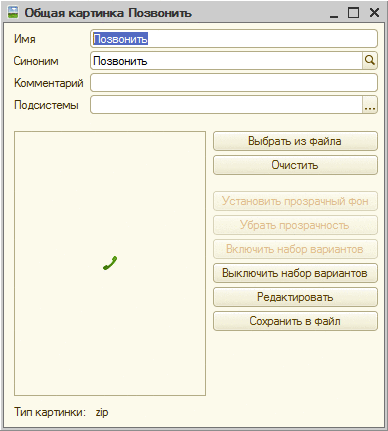 Общая картинка Позвонить
Имя Позвонить
Синоним Позвонить
Комментарий
Подсистемы ...
Выбрать из файла
Очистить
Установить прозрачный фон
Убрать прозрачность
Включить набор вариантов
Выключить набор вариантов
Редактировать
Сохранить в файл
Тип картинки: zip